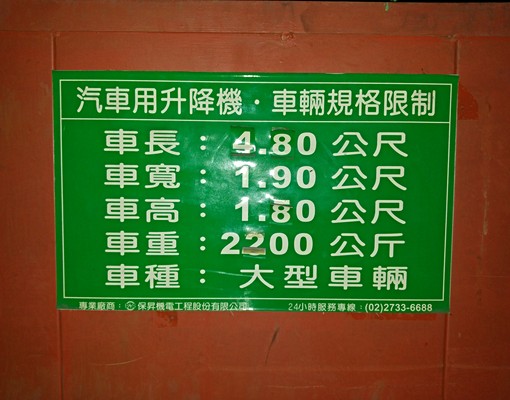 汽車用升降機·車輛規格限制
車長：4.80 公尺
車寬：1.90 公尺
車高：1.80 公尺
車重：2200 公斤
車種：大型車輛
專業廠商：保昇機電工程股份有限公司 24小時服務專線：(02)2733-6688